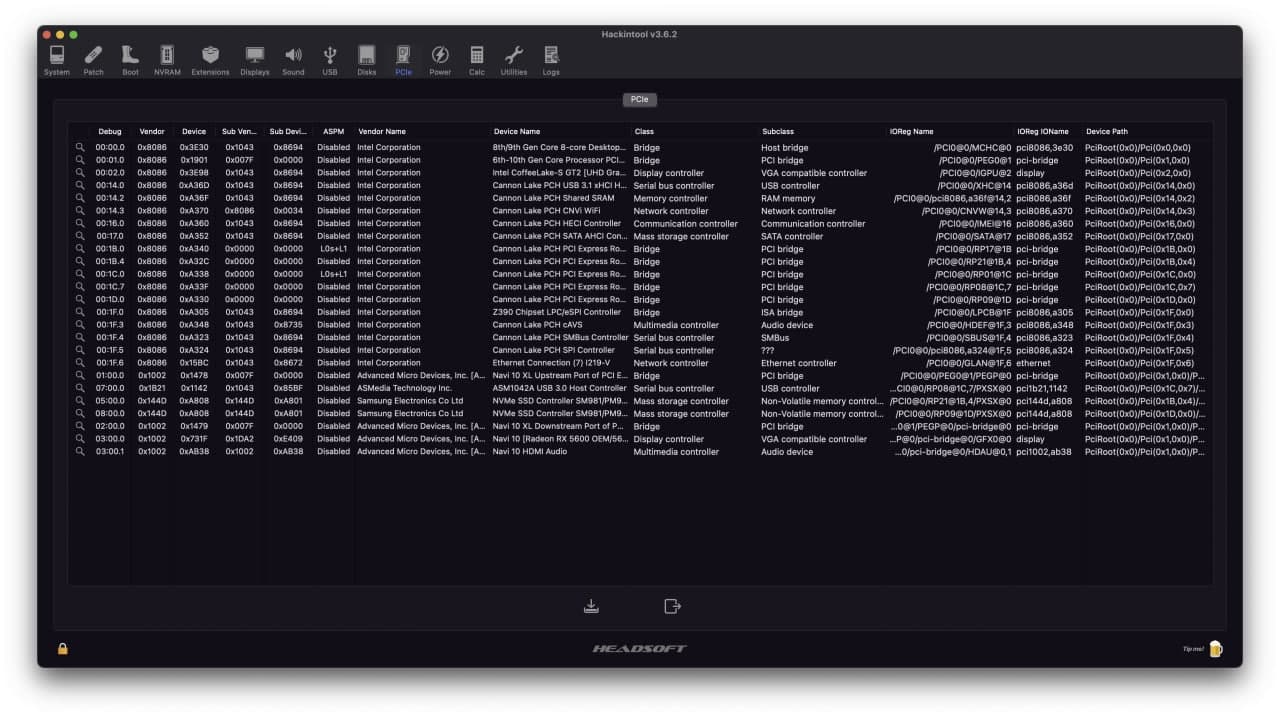 Hackintool v3.6.2
System Patch Boot NVRAM Extensions Displays Sound USB Disks PCIe Power Calc Utilities Logs
PCIe
Debug Vendor Device Sub Ven... Sub Devi... ASPM Vendor Name Device Name Class Subclass IOReg Name IOReg IOName Device Path
00:00.0 0x8086 0x3E30 0x1043 0x8694 Disabled Intel Corporation 8th/9th Gen Core 8-core Desktop... Bridge Host bridge /PCI0@0/MCHC@0 pci8086,3e30 PciRoot(0x0)/Pci(0x0,0x0)
00:01.0 0x8086 0x1901 0x007F 0x0000 Disabled Intel Corporation 6th-10th Gen Core Processor PCI... Bridge PCI bridge /PCI0@0/PEG0@1 pci-bridge PciRoot(0x0)/Pci(0x1,0x0)
00:02.0 0x8086 0x3E98 0x1043 0x8694 Disabled Intel Corporation Intel CoffeeLake-S GT2 [UHD Gra... Display controller VGA compatible controller /PCI0@0/IGPU@2 display PciRoot(0x0)/Pci(0x2,0x0)
00:14.0 0x8086 0xA36D 0x1043 0x8694 Disabled Intel Corporation Cannon Lake PCH USB 3.1 xHCI H... Serial bus controller USB controller /PCI0@0/XHC@14 pci8086,a36d PciRoot(0x0)/Pci(0x14,0x0)
00:14.2 0x8086 0xA36F 0x1043 0x8694 Disabled Intel Corporation Cannon Lake PCH Shared SRAM Memory controller RAM memory /PCI0@0/pci8086,a36f@14,2 pci8086,a36f PciRoot(0x0)/Pci(0x14,0x2)
00:14.3 0x8086 0xA370 0x8086 0x0034 Disabled Intel Corporation Cannon Lake PCH CNVi WiFi Network controller Network controller /PCI0@0/CNVW@14,3 pci8086,a370 PciRoot(0x0)/Pci(0x14,0x3)
00:16.0 0x8086 0xA360 0x1043 0x8694 Disabled Intel Corporation Cannon Lake PCH HECI Controller Communication controller Communication controller /PCI0@0/IMEI@16 pci8086,a360 PciRoot(0x0)/Pci(0x16,0x0)
00:17.0 0x8086 0xA352 0x1043 0x8694 Disabled Intel Corporation Cannon Lake PCH SATA AHCI Con... Mass storage controller SATA controller /PCI0@0/SATA@17 pci8086,a352 PciRoot(0x0)/Pci(0x17,0x0)
00:1B.0 0x8086 0xA340 0x0000 0x0000 L0s+L1 Intel Corporation Cannon Lake PCH PCI Express Ro... Bridge PCI bridge /PCI0@0/RP17@1B pci-bridge PciRoot(0x0)/Pci(0x1B,0x0)
00:1B.4 0x8086 0xA32C 0x0000 0x0000 Disabled Intel Corporation Cannon Lake PCH PCI Express Ro... Bridge PCI bridge /PCI0@0/RP21@1B,4 pci-bridge PciRoot(0x0)/Pci(0x1B,0x4)
00:1C.0 0x8086 0xA338 0x0000 0x0000 L0s+L1 Intel Corporation Cannon Lake PCH PCI Express Ro... Bridge PCI bridge /PCI0@0/RP01@1C pci-bridge PciRoot(0x0)/Pci(0x1C,0x0)
00:1C.7 0x8086 0xA33F 0x0000 0x0000 Disabled Intel Corporation Cannon Lake PCH PCI Express Ro... Bridge PCI bridge /PCI0@0/RP08@1C,7 pci-bridge PciRoot(0x0)/Pci(0x1C,0x7)
00:1D.0 0x8086 0xA330 0x0000 0x0000 Disabled Intel Corporation Cannon Lake PCH PCI Express Ro... Bridge PCI bridge /PCI0@0/RP09@1D pci-bridge PciRoot(0x0)/Pci(0x1D,0x0)
00:1F.0 0x8086 0xA305 0x1043 0x8694 Disabled Intel Corporation Z390 Chipset LPC/eSPI Controller Bridge ISA bridge /PCI0@0/LPCB@1F pci8086,a305 PciRoot(0x0)/Pci(0x1F,0x0)
00:1F.3 0x8086 0xA348 0x1043 0x8735 Disabled Intel Corporation Cannon Lake PCH cAVS Multimedia controller Audio device /PCI0@0/HDEF@1F,3 pci8086,a348 PciRoot(0x0)/Pci(0x1F,0x3)
00:1F.4 0x8086 0xA323 0x1043 0x8694 Disabled Intel Corporation Cannon Lake PCH SMBus Controller Serial bus controller SMBus /PCI0@0/SBUS@1F,4 pci8086,a323 PciRoot(0x0)/Pci(0x1F,0x4)
00:1F.5 0x8086 0xA324 0x1043 0x8694 Disabled Intel Corporation Cannon Lake PCH SPI Controller Serial bus controller ??? /PCI0@0/pci8086,a324@1F,5 pci8086,a324 PciRoot(0x0)/Pci(0x1F,0x5)
00:1F.6 0x8086 0x15BC 0x1043 0x8672 Disabled Intel Corporation Ethernet Connection (7) I219-V Network controller Ethernet controller /PCI0@0/GLAN@1F,6 ethernet PciRoot(0x0)/Pci(0x1F,0x6)
01:00.0 0x1002 0x1478 0x007F 0x0000 Disabled Advanced Micro Devices, Inc. [A... Navi 10 XL Upstream Port of PCI E... Bridge PCI bridge /PCI0@0/PEG0@1/PEGP@0 pci-bridge PciRoot(0x0)/Pci(0x1,0x0)/P...
07:00.0 0x1B21 0x1142 0x1043 0x85BF Disabled ASMedia Technology Inc. ASM1042A USB 3.0 Host Controller Serial bus controller USB controller ...CI0@0/RP08@1C,7/PXSX@0 pci1b21,1142 PciRoot(0x0)/Pci(0x1C,0x7)/...
05:00.0 0x144D 0xA808 0x144D 0xA801 Disabled Samsung Electronics Co Ltd NVMe SSD Controller SM981/PM9... Mass storage controller Non-Volatile memory control... /PCI0@0/RP21@1B,4/PXSX@0 pci144d,a808 PciRoot(0x0)/Pci(0x1B,0x4)/...
08:00.0 0x144D 0xA808 0x144D 0xA801 Disabled Samsung Electronics Co Ltd NVMe SSD Controller SM981/PM9... Mass storage controller Non-Volatile memory control... /PCI0@0/RP09@1D/PXSX@0 pci144d,a808 PciRoot(0x0)/Pci(0x1D,0x0)/...
02:00.0 0x1002 0x1479 0x007F 0x0000 Disabled Advanced Micro Devices, Inc. [A... Navi 10 XL Downstream Port of P... Bridge PCI bridge ...0@1/PEGP@0/pci-bridge@0 pci-bridge PciRoot(0x0)/Pci(0x1,0x0)/P...
03:00.0 0x1002 0x731F 0x1DA2 0xE409 Disabled Advanced Micro Devices, Inc. [A... Navi 10 [Radeon RX 5600 OEM/56... Display controller VGA compatible controller ...P@0/pci-bridge@0/GFX0@0 display PciRoot(0x0)/Pci(0x1,0x0)/P...
03:00.1 0x1002 0xAB38 0x1002 0xAB38 Disabled Advanced Micro Devices, Inc. [A... Navi 10 HDMI Audio Multimedia controller Audio device ...0/pci-bridge@0/HDAU@0,1 pci1002,ab38 PciRoot(0x0)/Pci(0x1,0x0)/P...
HEADSOFT
Tip me!